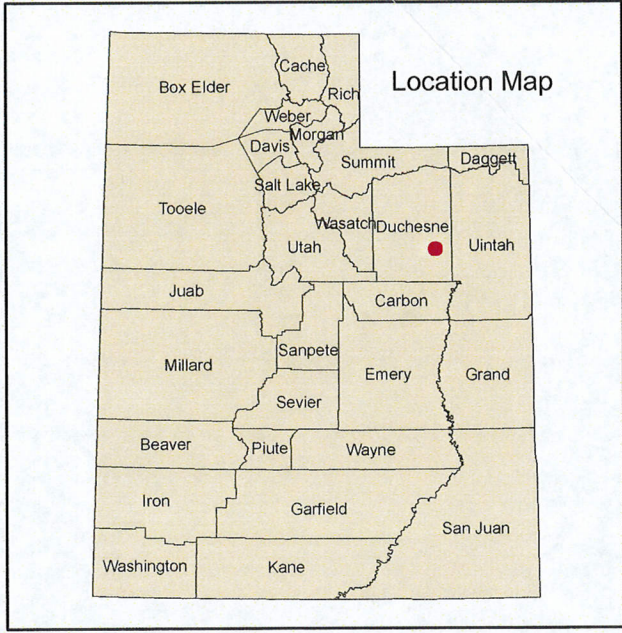 Location Map
Cache
Box Elder
Rich
Weber
Morgan
Davis
Summit
Daggett
Salt Lake
Tooele
Wasatch
Duchesne
Utah
Uintah
Juab
Carbon
Sanpete
Millard
Emery
Grand
Sevier
Beaver
Piute
Wayne
Iron
Garfield
San Juan
Washington
Kane